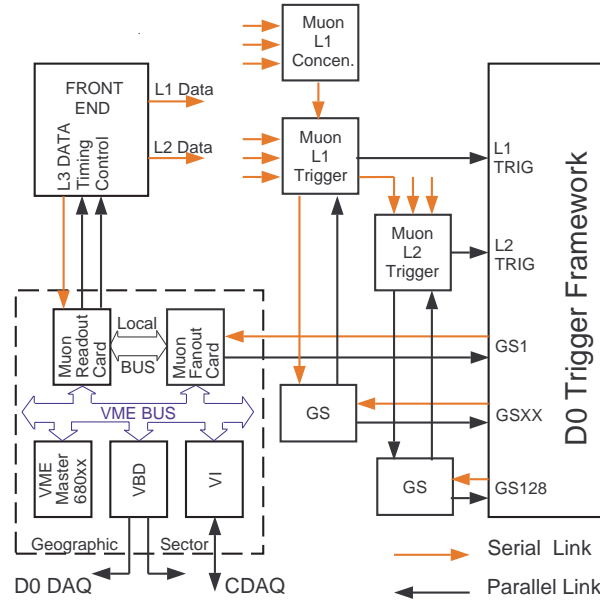 Muon
L1
Concen.
FRONT
END
L1 Data
L2 Data
L3 DATA
Timing
Control
Muon
L1
Trigger
L1
TRIG
Muon
L2
Trigger
L2
TRIG
D0 Trigger Framework
Muon
Readout
Card
Local
BUS
Muon
Fanout
Card
GS1
VME BUS
GS
GSXX
VME
Master
680xx
VBD
VI
GS
GS128
Geographic Sector
Serial Link
D0 DAQ
CDAQ
Parallel Link